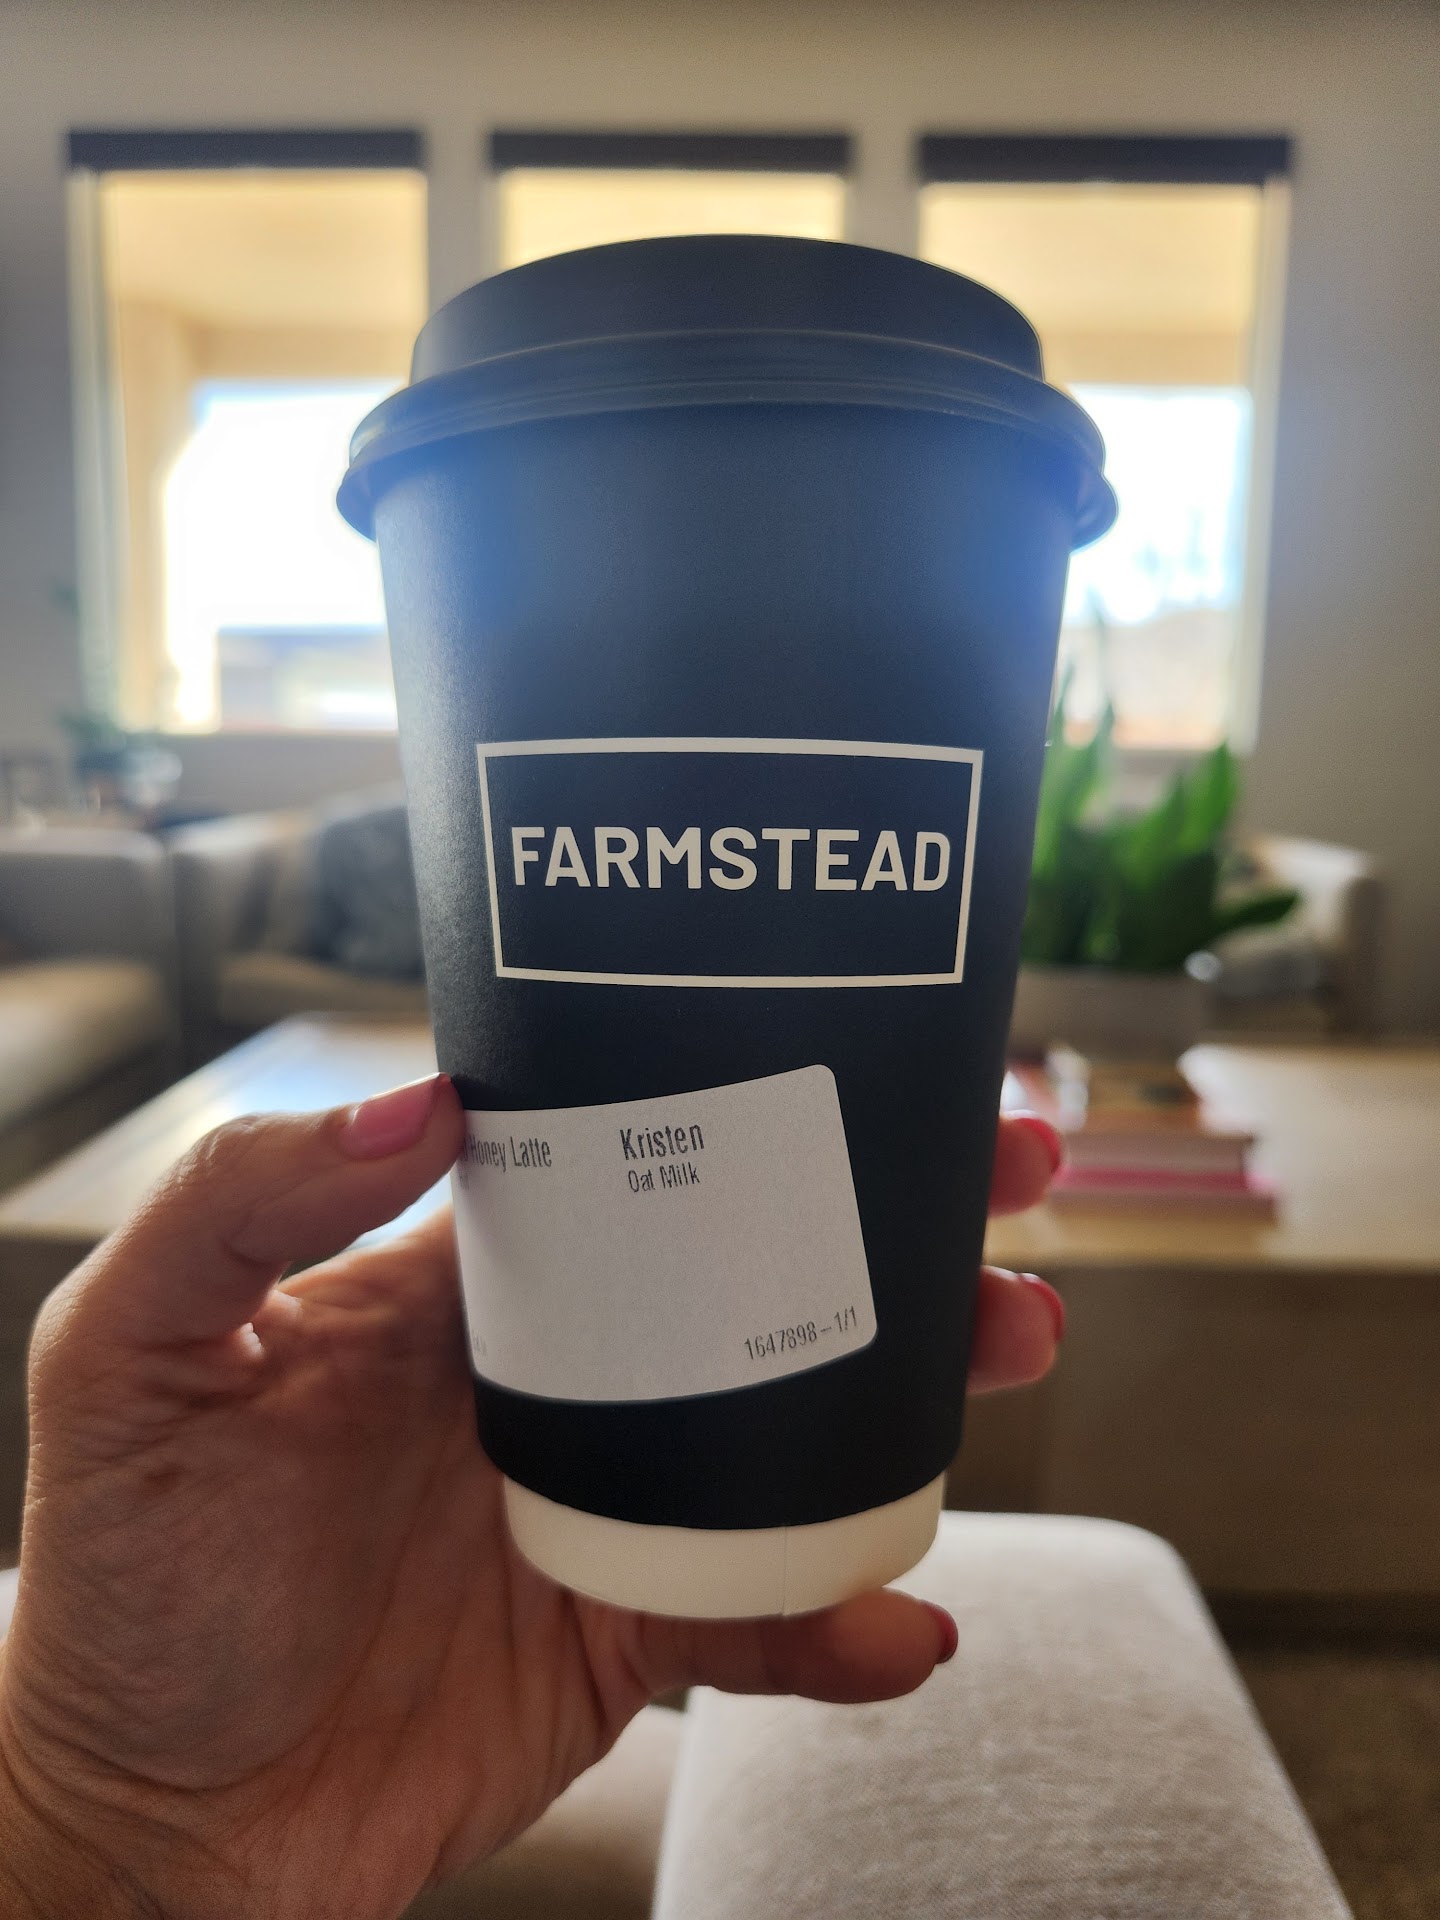 FARMSTEAD
Honey Latte
Kristen
Oat Milk
1647898-1/1